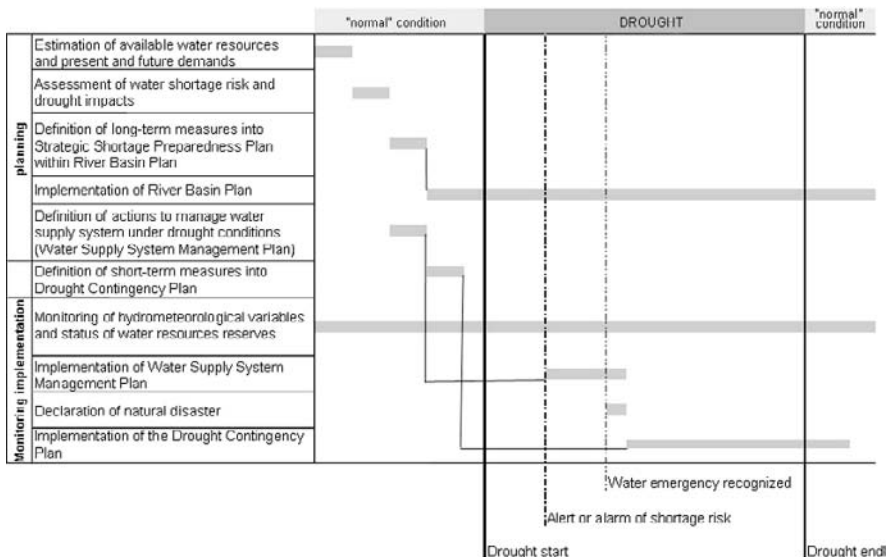 "normal" condition
DROUGHT
"normal"
condition
planning
Estimation of available water resources
and present and future demands
Assessment of water shortage risk and
drought impacts
Definition of long-term measures into
Strategic Shortage Preparedness Plan
within River Basin Plan
Implementation of River Basin Plan
Definition of actions to manage water
supply system under drought conditions
(Water Supply System Management Plan)
Definition of short-term measures into
Drought Contingency Plan
Monitoring implementation
Monitoring of hydrometeorological variables
and status of water resources reserves
Implementation of Water Supply System
Management Plan
Declaration of natural disaster
Implementation of the Drought Contingency
Plan
Water emergency recognized
Alert or alarm of shortage risk
Drought start
Drought end